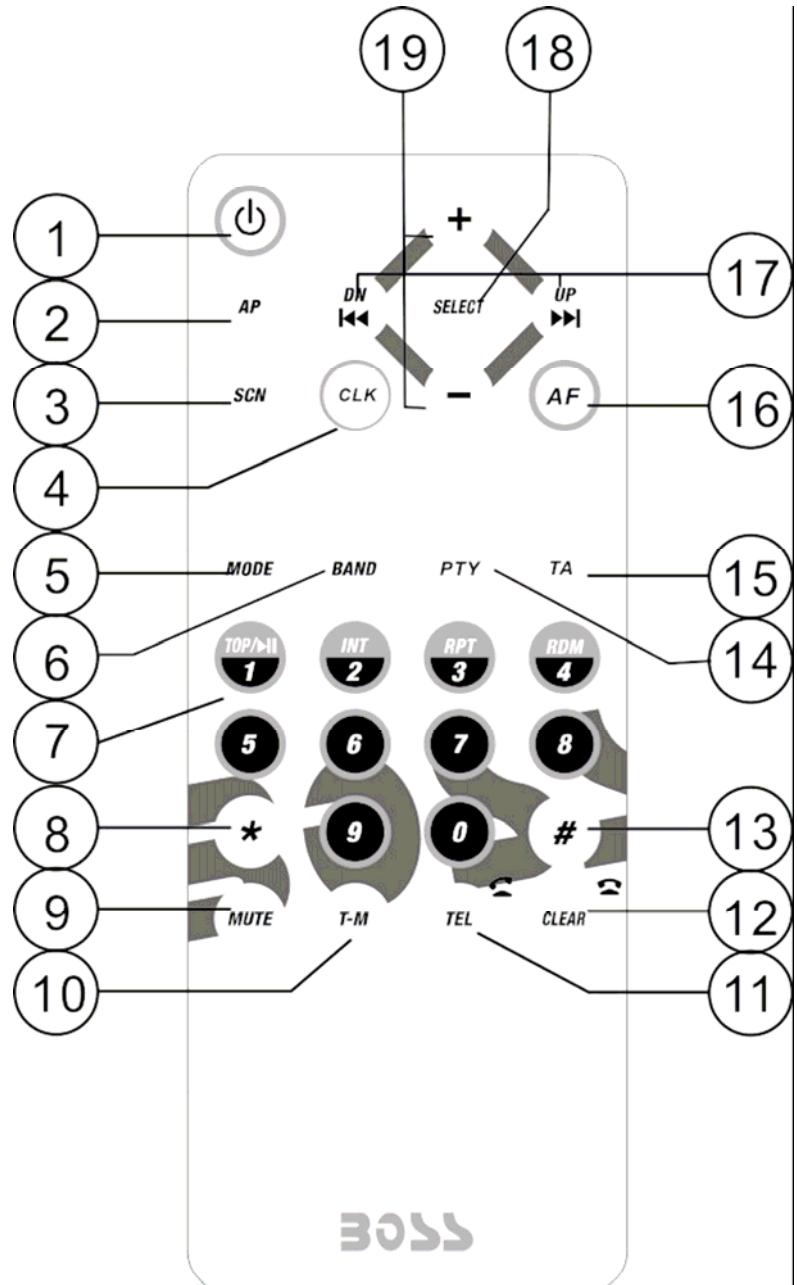 19 18
1
+
17
DN SELECT UP
2 AP
3 SCN CLK - AF 16
4
5 MODE BAND PTY TA 15
6 14
TOP/ INT RPT RDM
1 2 3 4
7 5 6 7 8
8 * 9 0 # 13
9 MUTE T-M TEL CLEAR 12
10 11
BOSS